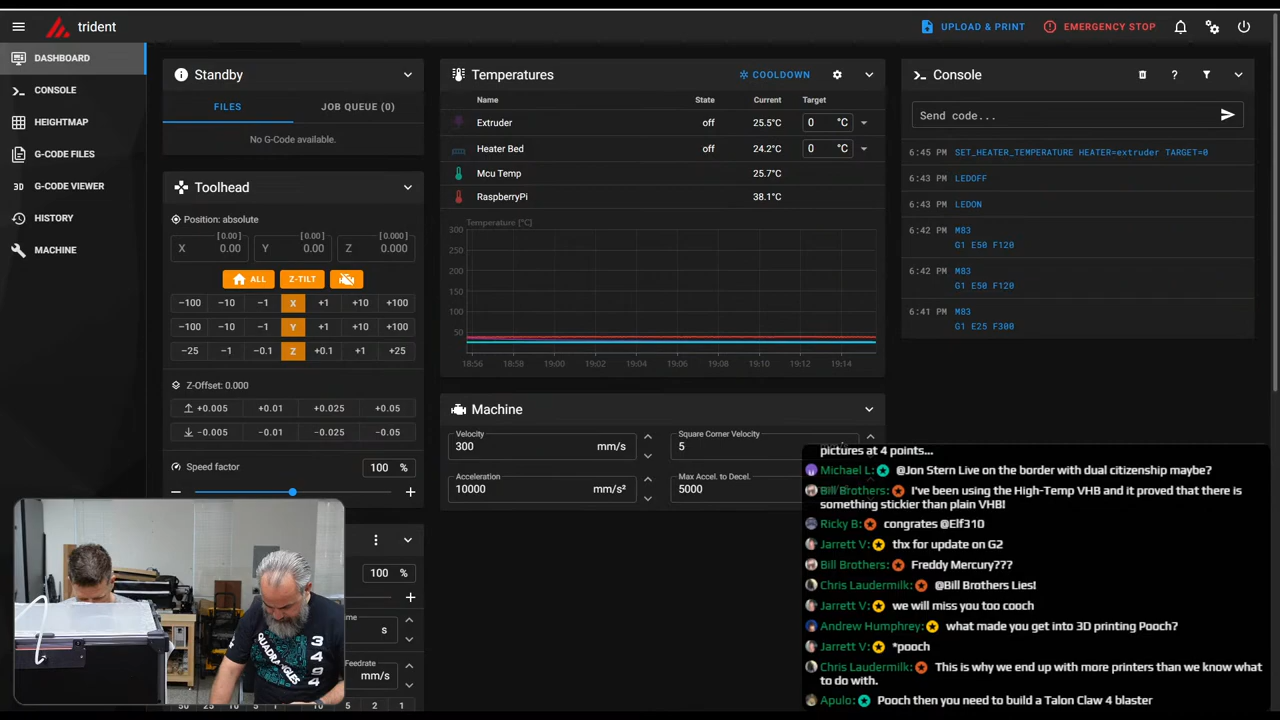 trident
UPLOAD & PRINT
EMERGENCY STOP
DASHBOARD
CONSOLE
HEIGHTMAP
G-CODE FILES
3D G-CODE VIEWER
HISTORY
MACHINE
Standby
FILES
JOB QUEUE (0)
No G-Code available.
Toolhead
Position: absolute
[ 0.00 ] [ 0.00 ] [ 0.000 ]
X 0.00 Y 0.00 Z 0.000
ALL Z-TILT
−100 −10 −1 X +1 +10 +100
−100 −10 −1 Y +1 +10 +100
−25 −1 −0.1 Z +0.1 +1 +25
Z-Offset: 0.000
+0.005 +0.01 +0.025 +0.05
−0.005 −0.01 −0.025 −0.05
Speed factor
100 %
100 %
s
Feedrate
mm/s
Temperatures
COOLDOWN
Name State Current Target
Extruder off 25.5°C 0 °C
Heater Bed off 24.2°C 0 °C
Mcu Temp 25.7°C
RaspberryPi 38.1°C
Temperature [°C]
300
250
200
150
100
50
18:56 18:58 19:00 19:02 19:04 19:06 19:08 19:10 19:12 19:14
Machine
Velocity
300 mm/s
Square Corner Velocity
5
Acceleration
10000 mm/s²
Max Accel. to Decel.
5000
Console
Send code...
6:45 PM SET_HEATER_TEMPERATURE HEATER=extruder TARGET=0
6:43 PM LEDOFF
6:43 PM LEDON
6:42 PM M83
G1 E50 F120
6:42 PM M83
G1 E50 F120
6:41 PM M83
G1 E25 F300
pictures at 4 points...
Michael L: @Jon Stern Live on the border with dual citizenship maybe?
Bill Brothers: I've been using the High-Temp VHB and it proved that there is
something stickier than plain VHB!
Ricky B: congrates @Elf310
Jarrett V: thx for update on G2
Bill Brothers: Freddy Mercury???
Chris Laudermilk: @Bill Brothers Lies!
Jarrett V: we will miss you too cooch
Andrew Humphrey: what made you get into 3D printing Pooch?
Jarrett V: *pooch
Chris Laudermilk: This is why we end up with more printers than we know what
to do with.
Apulo: Pooch then you need to build a Talon Claw 4 blaster
QUADRANGLES
3
4
9
4